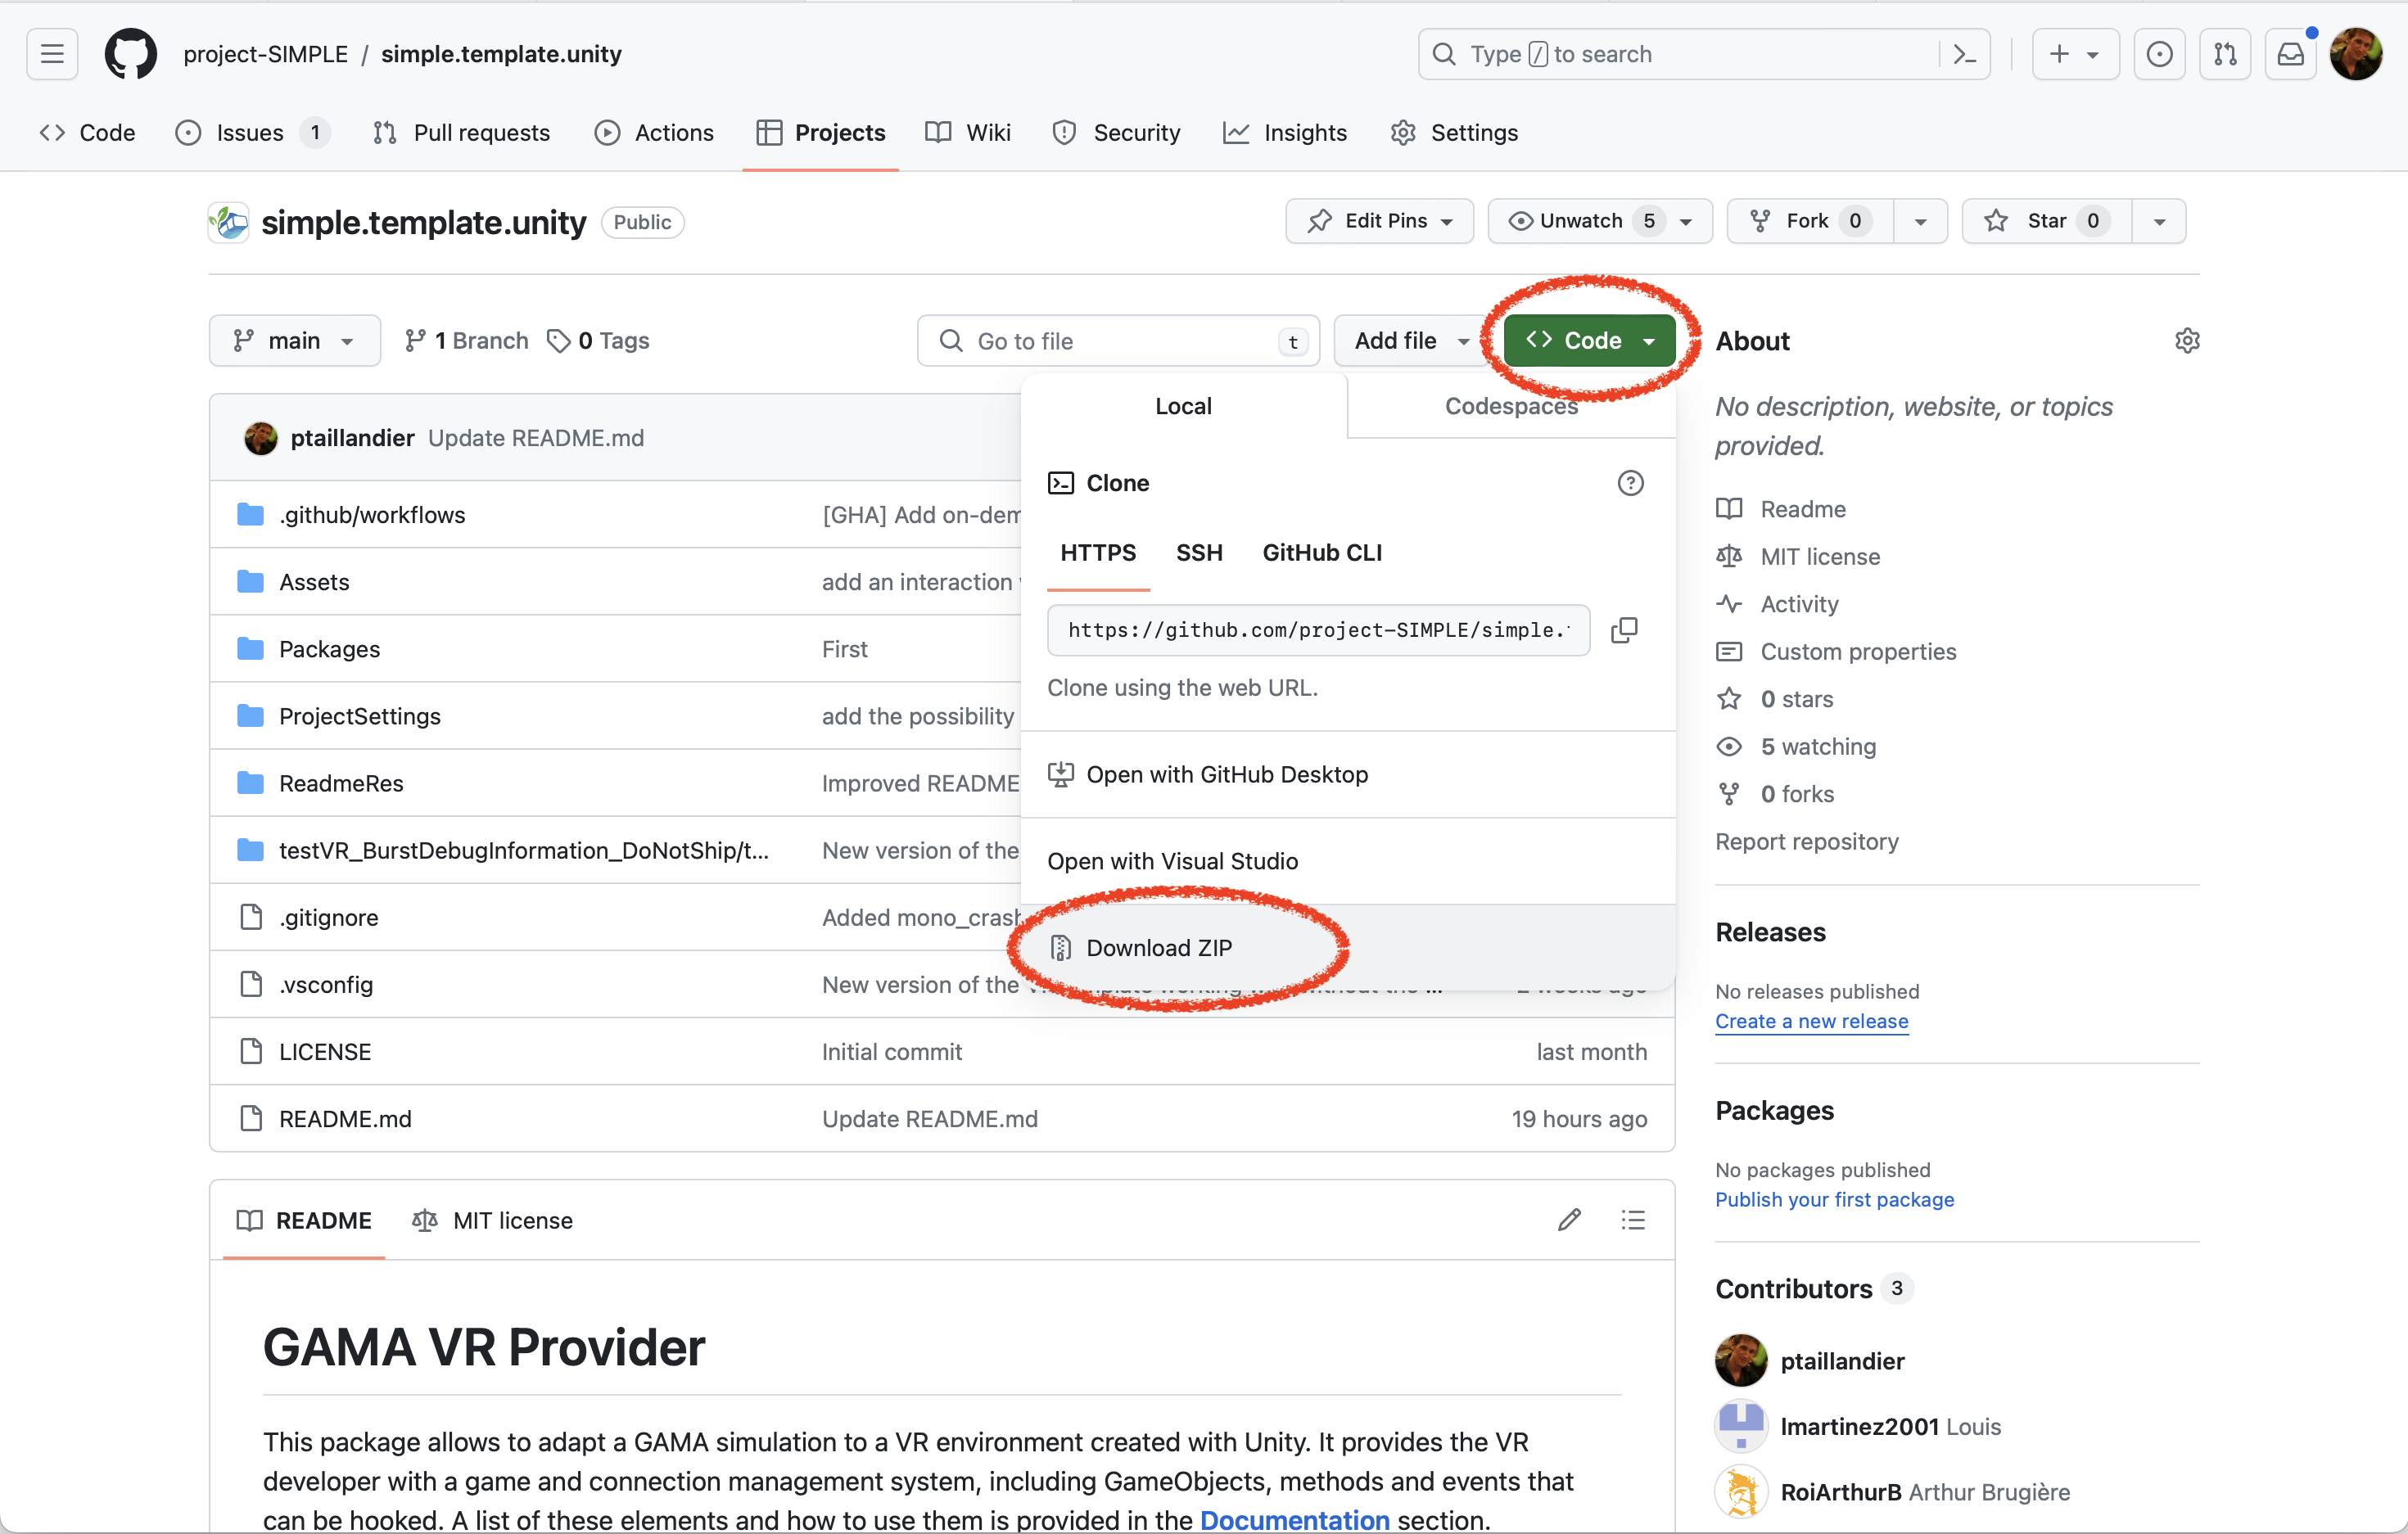 project-SIMPLE / simple.template.unity
Type / to search
Code
Issues 1
Pull requests
Actions
Projects
Wiki
Security
Insights
Settings
simple.template.unity Public
Edit Pins
Unwatch 5
Fork 0
Star 0
main
1 Branch
0 Tags
Go to file t
Add file
Code
Local
Codespaces
Clone
HTTPS
SSH
GitHub CLI
https://github.com/project-SIMPLE/simple.
Clone using the web URL.
Open with GitHub Desktop
Open with Visual Studio
Download ZIP
ptaillandier Update README.md
.github/workflows [GHA] Add on-dem
Assets add an interaction
Packages First
ProjectSettings add the possibility
ReadmeRes Improved README
testVR_BurstDebugInformation_DoNotShip/t... New version of the
.gitignore Added mono_crash
.vsconfig New version of the ...
LICENSE Initial commit last month
README.md Update README.md 19 hours ago
README
MIT license
GAMA VR Provider
This package allows to adapt a GAMA simulation to a VR environment created with Unity. It provides the VR
developer with a game and connection management system, including GameObjects, methods and events that
can be hooked. A list of these elements and how to use them is provided in the Documentation section.
About
No description, website, or topics
provided.
Readme
MIT license
Activity
Custom properties
0 stars
5 watching
0 forks
Report repository
Releases
No releases published
Create a new release
Packages
No packages published
Publish your first package
Contributors 3
ptaillandier
lmartinez2001 Louis
RoiArthurB Arthur Brugière